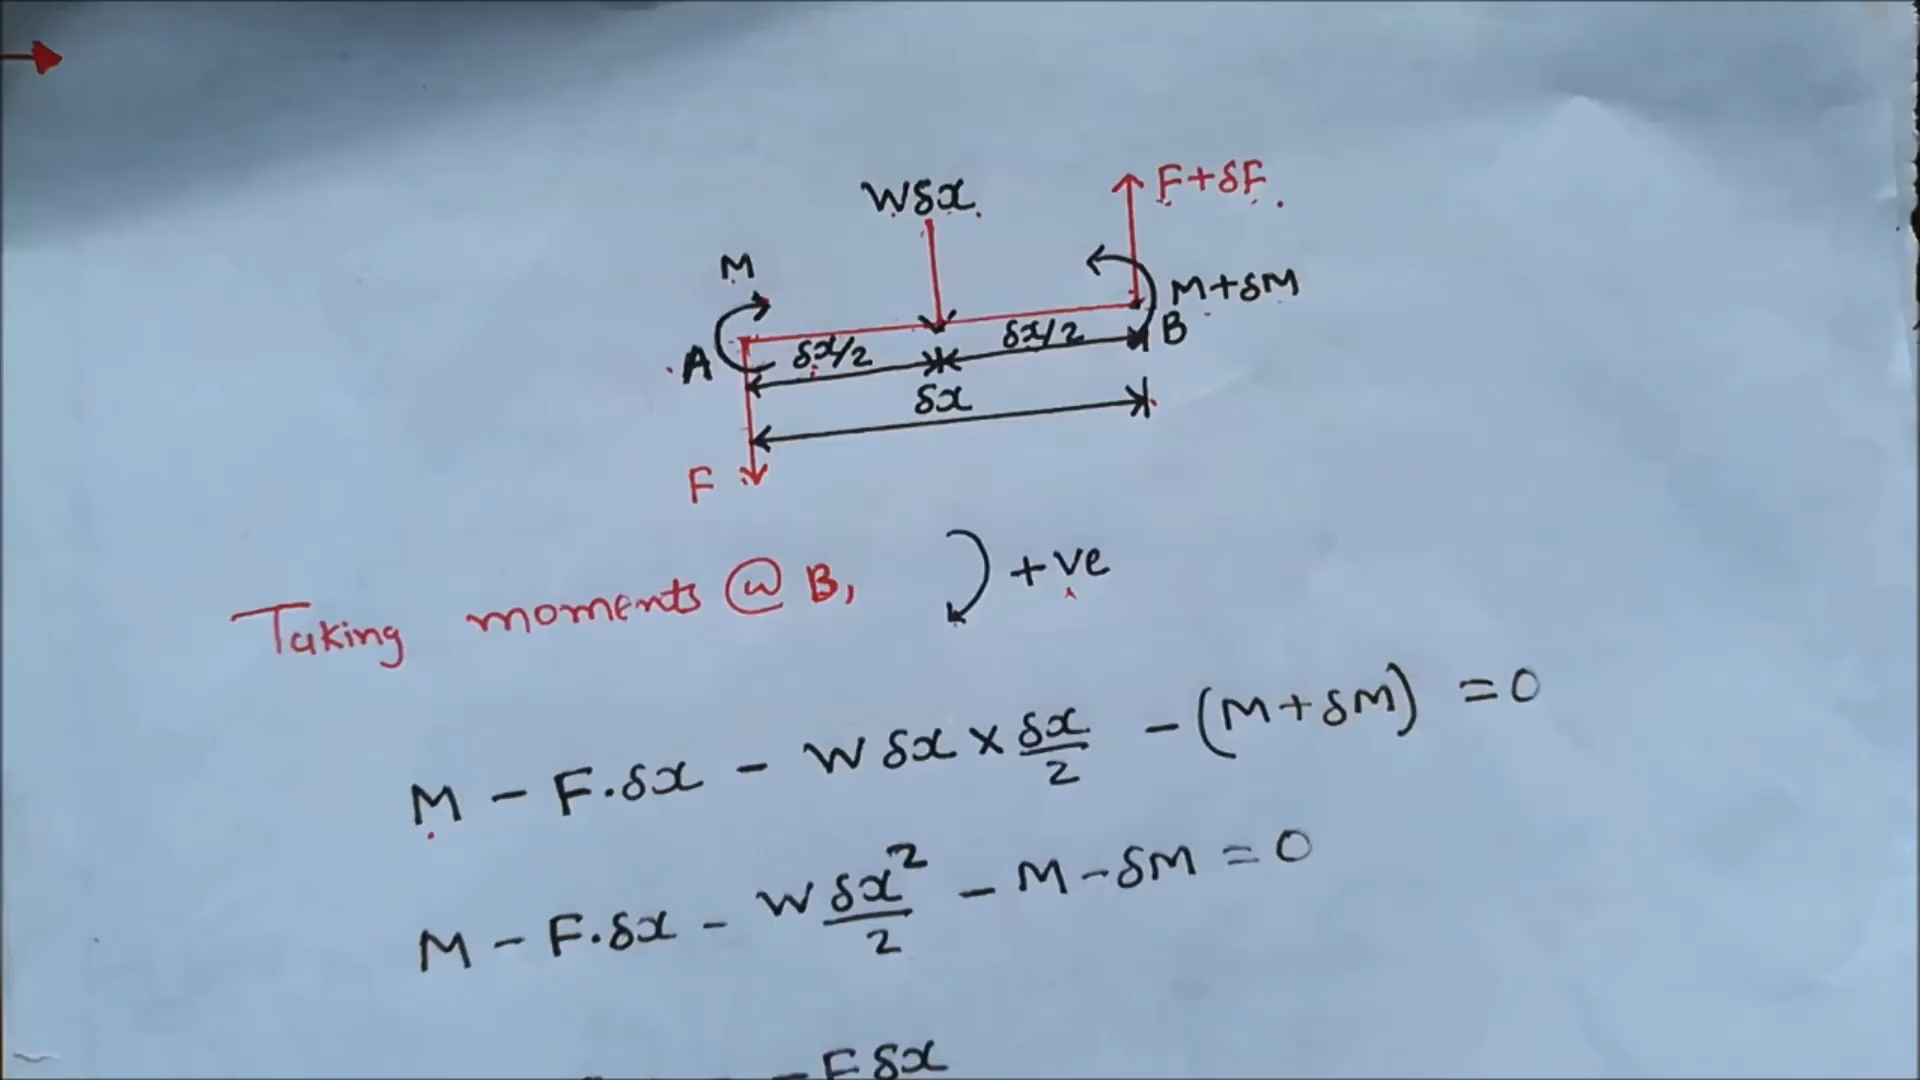 Wδx
F+δF
M
M+δM
A
δx/2
δx/2
B
δx
F
Taking moments @ B, +ve
M - F.δx - W δx × δx/2 - (M+δM) = 0
M - F.δx - W δx²/2 - M - δM = 0
- F δx